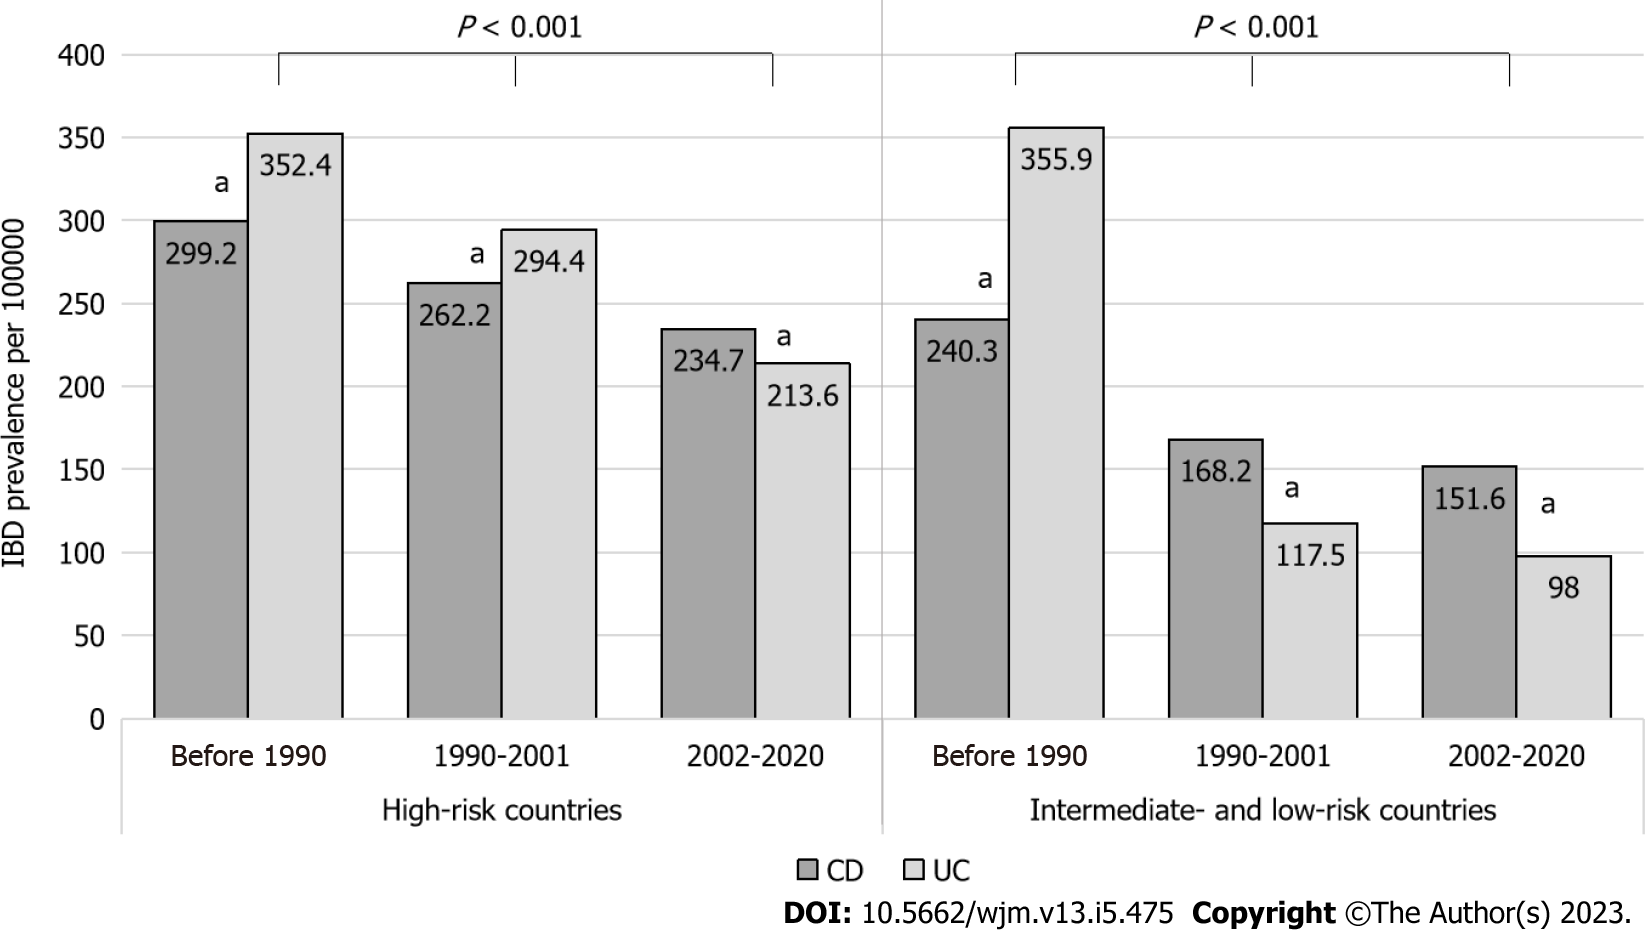 P < 0.001
P < 0.001
IBD prevalence per 100000
400
350
300
250
200
150
100
50
0
a
299.2
352.4
a
262.2
294.4
234.7
a
213.6
a
240.3
355.9
168.2
a
117.5
151.6
a
98
Before 1990
1990-2001
2002-2020
Before 1990
1990-2001
2002-2020
High-risk countries
Intermediate- and low-risk countries
CD UC
DOI: 10.5662/wjm.v13.i5.475 Copyright ©The Author(s) 2023.